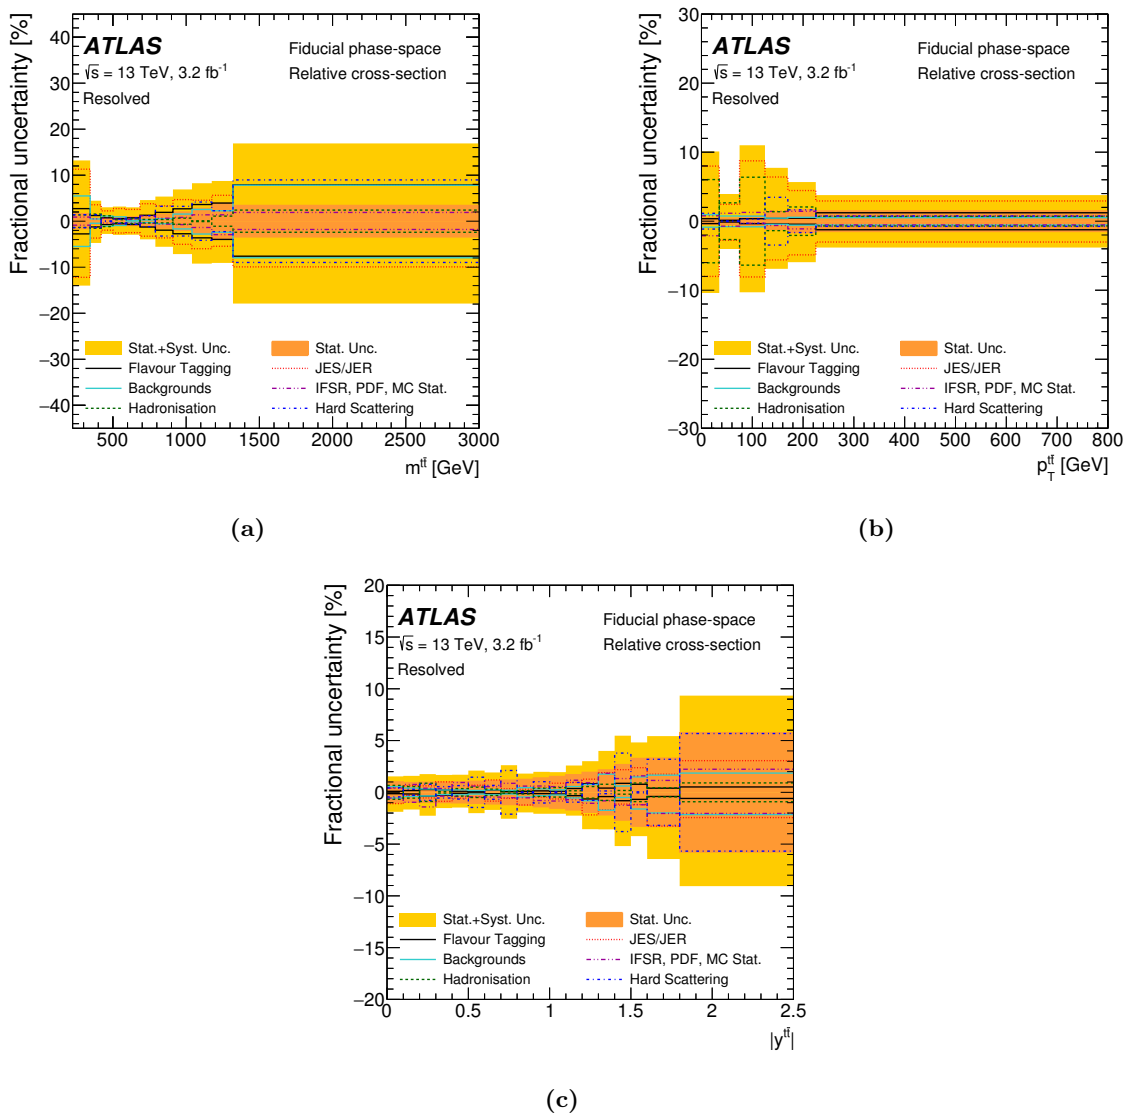 Fractional uncertainty [%]
40
30
20
10
0
−10
−20
−30
−40
ATLAS
Fiducial phase-space
√s = 13 TeV, 3.2 fb⁻¹
Relative cross-section
Resolved
Stat.+Syst. Unc.
Stat. Unc.
Flavour Tagging
JES/JER
Backgrounds
IFSR, PDF, MC Stat.
Hadronisation
Hard Scattering
500 1000 1500 2000 2500 3000
m^{tt̄} [GeV]
(a)
Fractional uncertainty [%]
30
20
10
0
−10
−20
−30
ATLAS
Fiducial phase-space
√s = 13 TeV, 3.2 fb⁻¹
Relative cross-section
Resolved
Stat.+Syst. Unc.
Stat. Unc.
Flavour Tagging
JES/JER
Backgrounds
IFSR, PDF, MC Stat.
Hadronisation
Hard Scattering
0 100 200 300 400 500 600 700 800
p_T^{tt̄} [GeV]
(b)
Fractional uncertainty [%]
20
15
10
5
0
−5
−10
−15
−20
ATLAS
Fiducial phase-space
√s = 13 TeV, 3.2 fb⁻¹
Relative cross-section
Resolved
Stat.+Syst. Unc.
Stat. Unc.
Flavour Tagging
JES/JER
Backgrounds
IFSR, PDF, MC Stat.
Hadronisation
Hard Scattering
0 0.5 1 1.5 2 2.5
|y^{tt̄}|
(c)